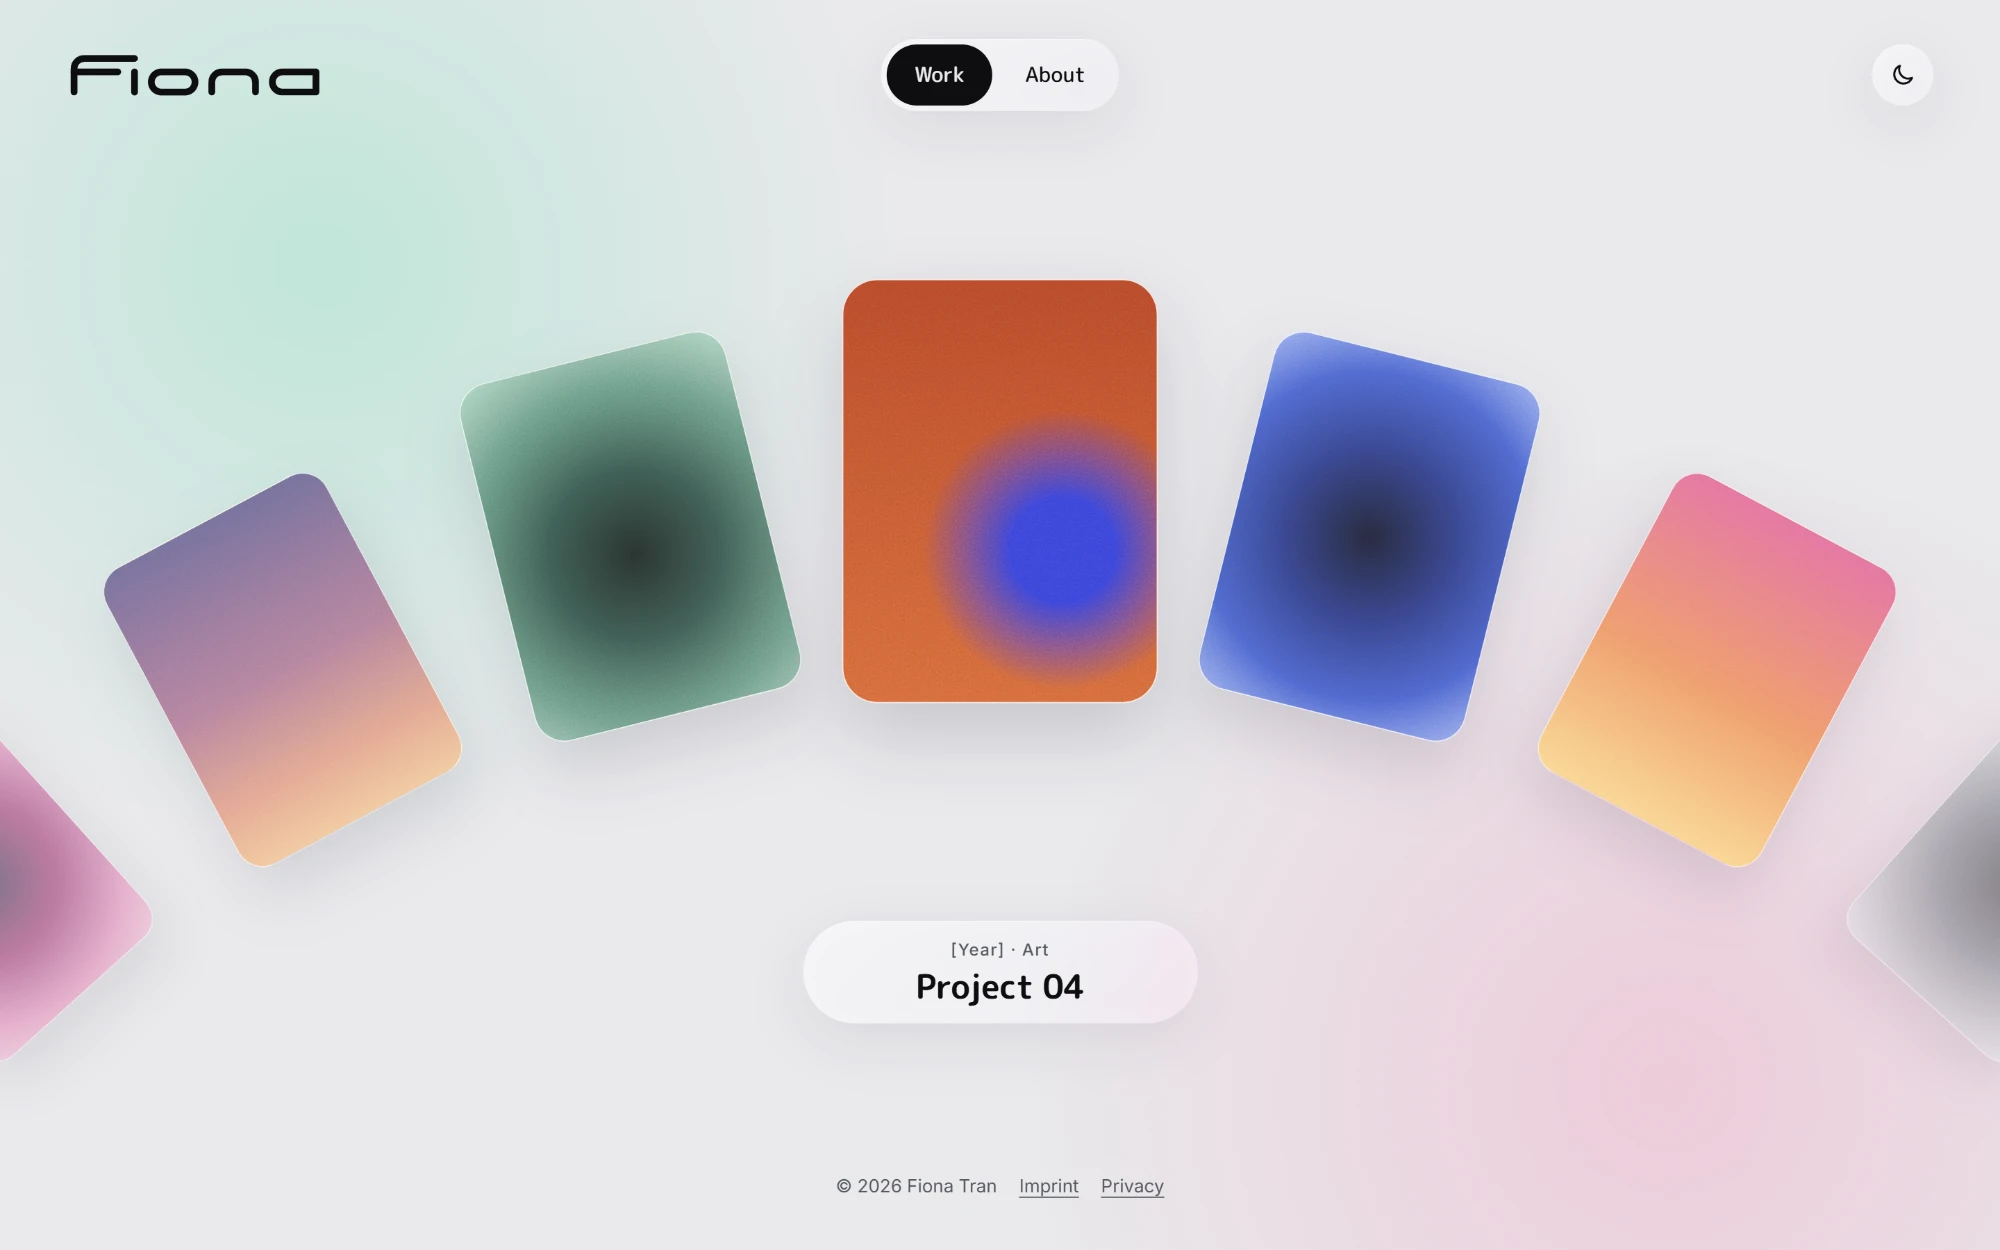 Fiona
Work
About
[Year] · Art
Project 04
© 2026 Fiona Tran Imprint Privacy